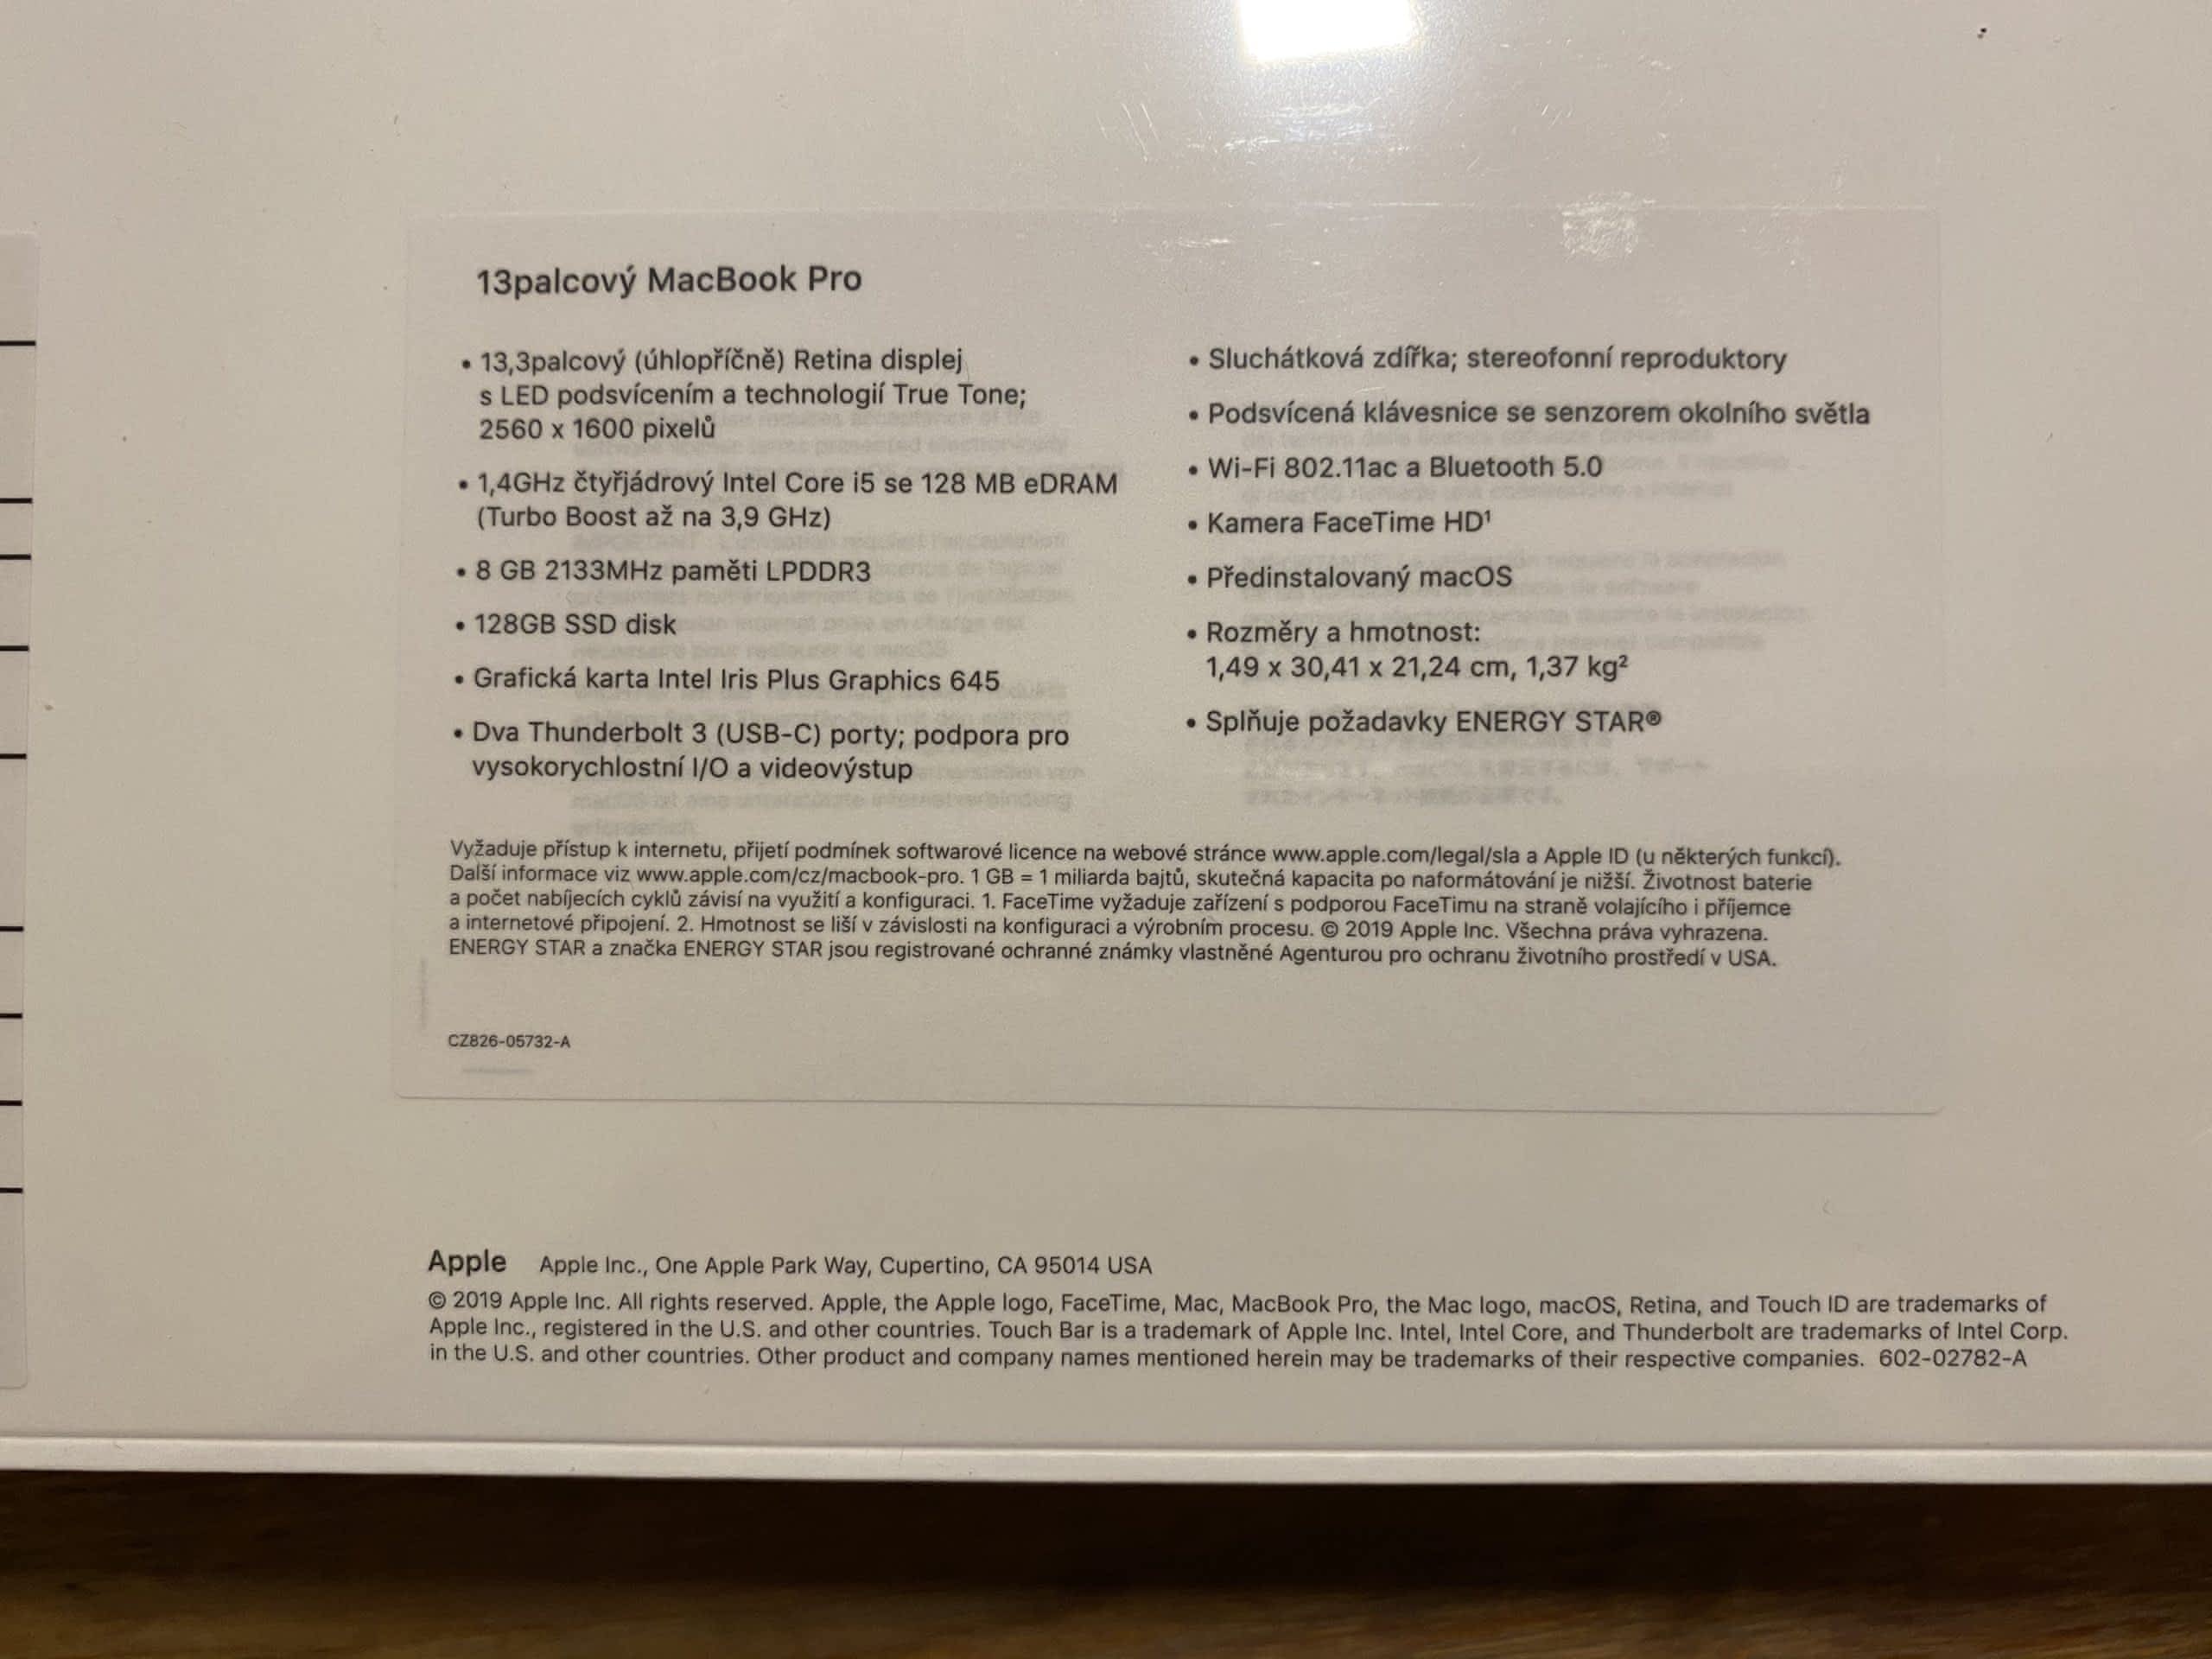 13palcový MacBook Pro
• 13,3palcový (úhlopříčně) Retina displej
s LED podsvícením a technologií True Tone;
2560 x 1600 pixelů
• 1,4GHz čtyřjádrový Intel Core i5 se 128 MB eDRAM
(Turbo Boost až na 3,9 GHz)
• 8 GB 2133MHz paměti LPDDR3
• 128GB SSD disk
• Grafická karta Intel Iris Plus Graphics 645
• Dva Thunderbolt 3 (USB-C) porty; podpora pro
vysokorychlostní I/O a videovýstup
• Sluchátková zdířka; stereofonní reproduktory
• Podsvícená klávesnice se senzorem okolního světla
• Wi-Fi 802.11ac a Bluetooth 5.0
• Kamera FaceTime HD¹
• Předinstalovaný macOS
• Rozměry a hmotnost:
1,49 x 30,41 x 21,24 cm, 1,37 kg²
• Splňuje požadavky ENERGY STAR®
Vyžaduje přístup k internetu, přijetí podmínek softwarové licence na webové stránce www.apple.com/legal/sla a Apple ID (u některých funkcí).
Další informace viz www.apple.com/cz/macbook-pro. 1 GB = 1 miliarda bajtů, skutečná kapacita po naformátování je nižší. Životnost baterie
a počet nabíjecích cyklů závisí na využití a konfiguraci. 1. FaceTime vyžaduje zařízení s podporou FaceTimu na straně volajícího i příjemce
a internetové připojení. 2. Hmotnost se liší v závislosti na konfiguraci a výrobním procesu. © 2019 Apple Inc. Všechna práva vyhrazena.
ENERGY STAR a značka ENERGY STAR jsou registrované ochranné známky vlastněné Agenturou pro ochranu životního prostředí v USA.
CZ826-05732-A
Apple Apple Inc., One Apple Park Way, Cupertino, CA 95014 USA
© 2019 Apple Inc. All rights reserved. Apple, the Apple logo, FaceTime, Mac, MacBook Pro, the Mac logo, macOS, Retina, and Touch ID are trademarks of
Apple Inc., registered in the U.S. and other countries. Touch Bar is a trademark of Apple Inc. Intel, Intel Core, and Thunderbolt are trademarks of Intel Corp.
in the U.S. and other countries. Other product and company names mentioned herein may be trademarks of their respective companies. 602-02782-A